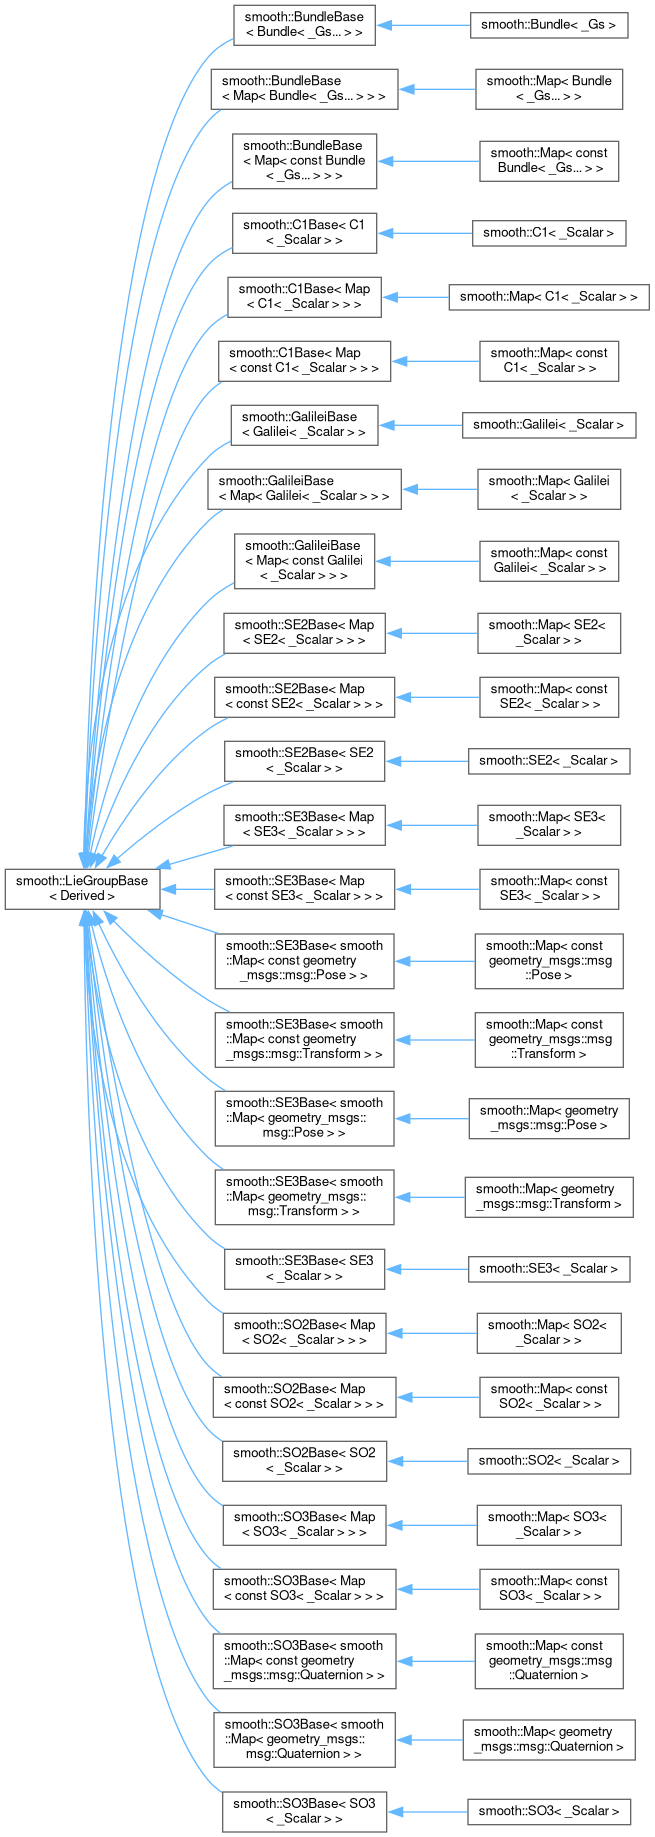 smooth::BundleBase
< Bundle< _Gs... > >
smooth::Bundle< _Gs >
smooth::BundleBase
< Map< Bundle< _Gs... > > >
smooth::Map< Bundle
< _Gs... > >
smooth::BundleBase
< Map< const Bundle
< _Gs... > > >
smooth::Map< const
Bundle< _Gs... > >
smooth::C1Base< C1
< _Scalar > >
smooth::C1< _Scalar >
smooth::C1Base< Map
< C1< _Scalar > > >
smooth::Map< C1< _Scalar > >
smooth::C1Base< Map
< const C1< _Scalar > > >
smooth::Map< const
C1< _Scalar > >
smooth::GalileiBase
< Galilei< _Scalar > >
smooth::Galilei< _Scalar >
smooth::GalileiBase
< Map< Galilei< _Scalar > > >
smooth::Map< Galilei
< _Scalar > >
smooth::GalileiBase
< Map< const Galilei
< _Scalar > > >
smooth::Map< const
Galilei< _Scalar > >
smooth::SE2Base< Map
< SE2< _Scalar > > >
smooth::Map< SE2<
_Scalar > >
smooth::SE2Base< Map
< const SE2< _Scalar > > >
smooth::Map< const
SE2< _Scalar > >
smooth::SE2Base< SE2
< _Scalar > >
smooth::SE2< _Scalar >
smooth::SE3Base< Map
< SE3< _Scalar > > >
smooth::Map< SE3<
_Scalar > >
smooth::LieGroupBase
< Derived >
smooth::SE3Base< Map
< const SE3< _Scalar > > >
smooth::Map< const
SE3< _Scalar > >
smooth::SE3Base< smooth
::Map< const geometry
_msgs::msg::Pose > >
smooth::Map< const
geometry_msgs::msg
::Pose >
smooth::SE3Base< smooth
::Map< const geometry
_msgs::msg::Transform > >
smooth::Map< const
geometry_msgs::msg
::Transform >
smooth::SE3Base< smooth
::Map< geometry_msgs::
msg::Pose > >
smooth::Map< geometry
_msgs::msg::Pose >
smooth::SE3Base< smooth
::Map< geometry_msgs::
msg::Transform > >
smooth::Map< geometry
_msgs::msg::Transform >
smooth::SE3Base< SE3
< _Scalar > >
smooth::SE3< _Scalar >
smooth::SO2Base< Map
< SO2< _Scalar > > >
smooth::Map< SO2<
_Scalar > >
smooth::SO2Base< Map
< const SO2< _Scalar > > >
smooth::Map< const
SO2< _Scalar > >
smooth::SO2Base< SO2
< _Scalar > >
smooth::SO2< _Scalar >
smooth::SO3Base< Map
< SO3< _Scalar > > >
smooth::Map< SO3<
_Scalar > >
smooth::SO3Base< Map
< const SO3< _Scalar > > >
smooth::Map< const
SO3< _Scalar > >
smooth::SO3Base< smooth
::Map< const geometry
_msgs::msg::Quaternion > >
smooth::Map< const
geometry_msgs::msg
::Quaternion >
smooth::SO3Base< smooth
::Map< geometry_msgs::
msg::Quaternion > >
smooth::Map< geometry
_msgs::msg::Quaternion >
smooth::SO3Base< SO3
< _Scalar > >
smooth::SO3< _Scalar >